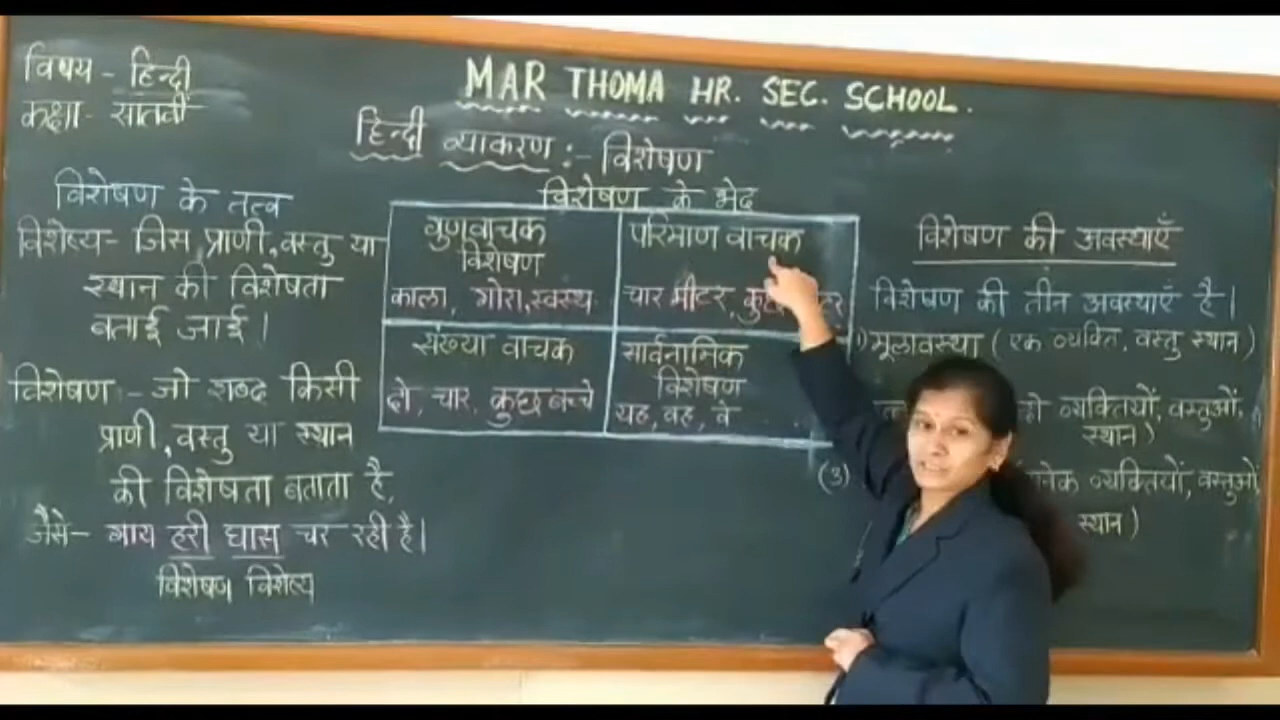 विषय - हिन्दी
कक्षा - सातवीं
MAR THOMA HR. SEC. SCHOOL.
हिन्दी व्याकरण :- विशेषण
विशेषण के तत्व
विशेष्य - जिस प्राणी, वस्तु या
स्थान की विशेषता
बताई जाई।
विशेषण :- जो शब्द किसी
प्राणी, वस्तु या स्थान
की विशेषता बताता है,
जैसे - गाय हरी घास चर रही है।
विशेषण विशेष्य
विशेषण के भेद
गुणवाचक
विशेषण
काला, गोरा, स्वस्थ
परिमाण वाचक
चार मीटर,
संख्या वाचक
दो, चार, कुछ बच्चे
सार्वनामिक
विशेषण
यह, वह, वे
विशेषण की अवस्थाएँ
विशेषण की तीन अवस्थाएँ है।
1) मूलावस्था ( एक व्यक्ति, वस्तु स्थान )
व्यक्तियों, वस्तुओं,
स्थान )
(3) व्यक्तियों, वस्तुओं,
स्थान )